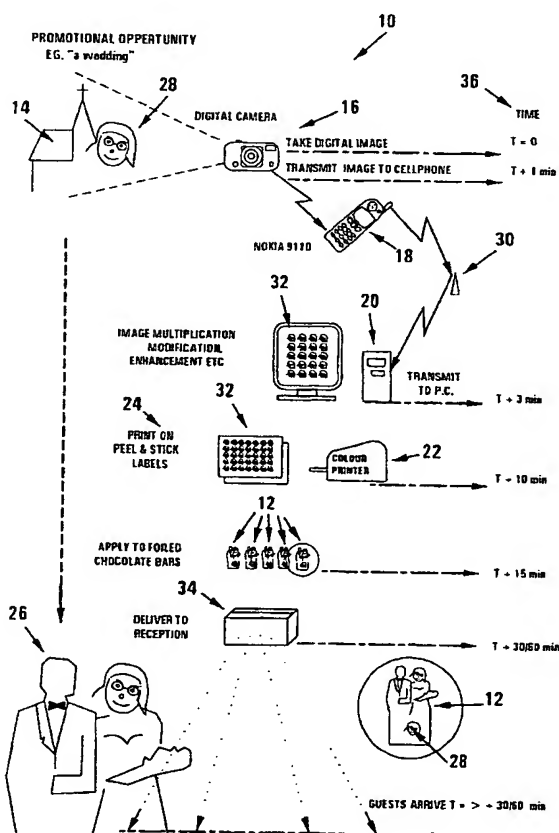 10
PROMOTIONAL OPPERTUNITY
EG. "a wedding"
28
36
14
DIGITAL CAMERA
16
TIME
TAKE DIGITAL IMAGE
T = 0
TRANSMIT IMAGE TO CELLPHONE
T + 1 min
NOKIA 9110
18
30
32
20
IMAGE MULTIPLICATION
MODIFICATION,
ENHANCEMENT ETC
TRANSMIT
TO P.C.
T + 3 min
24
32
PRINT ON
PEEL & STICK
LABELS
22
COLOUR
PRINTER
T + 10 min
12
APPLY TO FOILED
CHOCOLATE BARS
T + 15 min
34
26
DELIVER TO
RECEPTION
T + 30/60 min
12
28
GUESTS ARRIVE T = > + 30/60 min